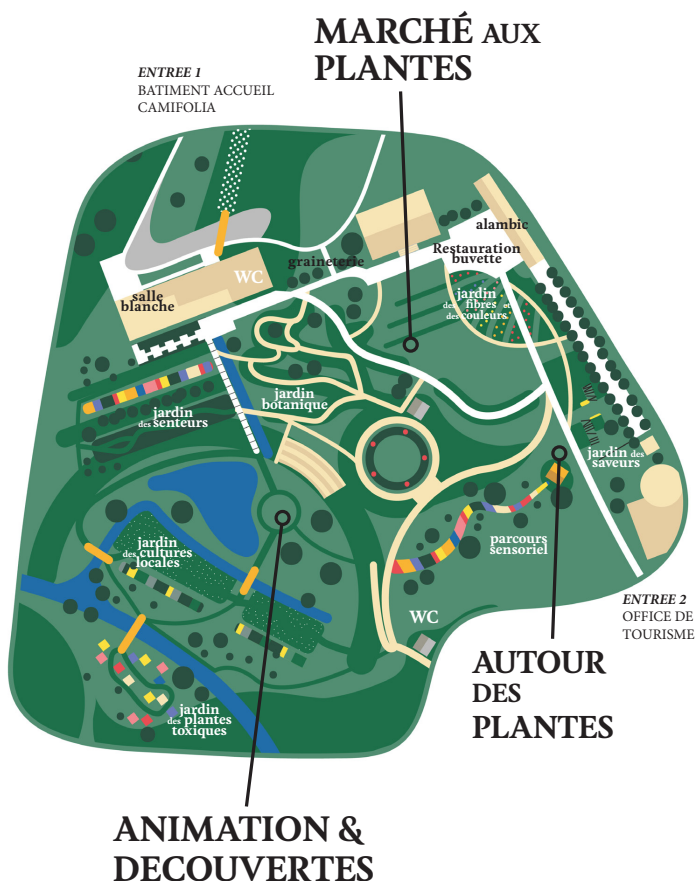 MARCHÉ AUX
PLANTES
ENTREE 1
BATIMENT ACCUEIL
CAMIFOLIA
alambic
Restauration
buvette
graineterie
WC
salle
blanche
jardin
des fibres et
des couleurs
jardin
botanique
jardin
des senteurs
jardin des
saveurs
parcours
sensoriel
jardin
des cultures
locales
WC
ENTREE 2
OFFICE DE
TOURISME
AUTOUR
DES
PLANTES
jardin
des plantes
toxiques
ANIMATION &
DECOUVERTES